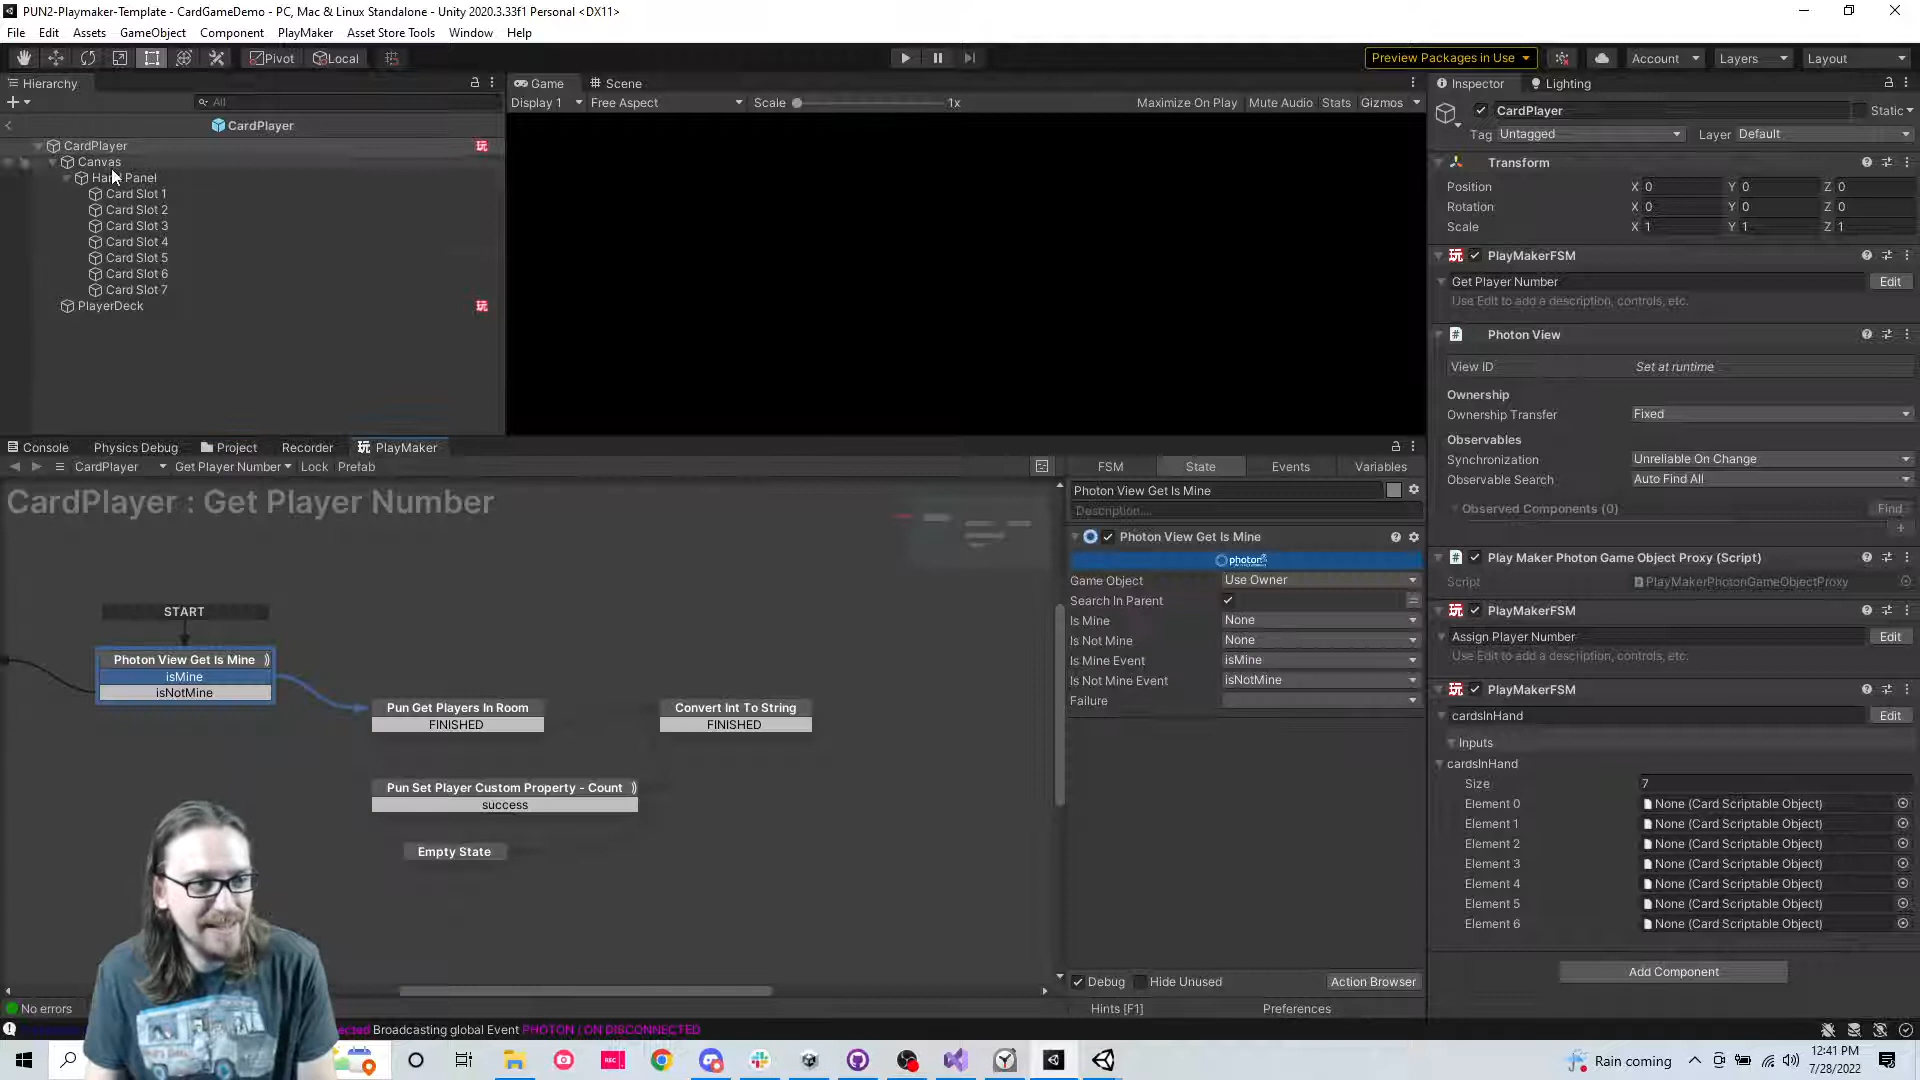 PUN2-Playmaker-Template - CardGameDemo - PC, Mac & Linux Standalone - Unity 2020.3.33f1 Personal <DX11>
File Edit Assets GameObject Component PlayMaker Asset Store Tools Window Help
Pivot Local Preview Packages in Use Account Layers Layout
Hierarchy Game Scene Inspector Lighting
All Display 1 Free Aspect Scale 1x Maximize On Play Mute Audio Stats Gizmos
CardPlayer
CardPlayer
Canvas
Hand Panel
Card Slot 1
Card Slot 2
Card Slot 3
Card Slot 4
Card Slot 5
Card Slot 6
Card Slot 7
PlayerDeck
CardPlayer Static
Tag Untagged Layer Default
Transform
Position X 0 Y 0 Z 0
Rotation X 0 Y 0 Z 0
Scale X 1 Y 1 Z 1
PlayMakerFSM
Get Player Number Edit
Use Edit to add a description, controls, etc.
Photon View
View ID Set at runtime
Ownership
Ownership Transfer Fixed
Observables
Synchronization Unreliable On Change
Observable Search Auto Find All
Observed Components (0) Find
Play Maker Photon Game Object Proxy (Script)
Script PlayMakerPhotonGameObjectProxy
PlayMakerFSM
Assign Player Number Edit
Use Edit to add a description, controls, etc.
PlayMakerFSM
cardsInHand Edit
Inputs
cardsInHand
Size 7
Element 0 None (Card Scriptable Object)
Element 1 None (Card Scriptable Object)
Element 2 None (Card Scriptable Object)
Element 3 None (Card Scriptable Object)
Element 4 None (Card Scriptable Object)
Element 5 None (Card Scriptable Object)
Element 6 None (Card Scriptable Object)
Add Component
Console Physics Debug Project Recorder PlayMaker
CardPlayer Get Player Number Lock Prefab
CardPlayer : Get Player Number
START
Photon View Get Is Mine
isMine
isNotMine
Pun Get Players In Room
FINISHED
Convert Int To String
FINISHED
Pun Set Player Custom Property - Count
success
Empty State
FSM State Events Variables
Photon View Get Is Mine
Description...
Photon View Get Is Mine
photon
Game Object Use Owner
Search In Parent
Is Mine None
Is Not Mine None
Is Mine Event isMine
Is Not Mine Event isNotMine
Failure
Debug Hide Unused Action Browser
No errors Hints [F1] Preferences
Broadcasting global Event PHOTON / ON DISCONNECTED
REC
Rain coming
12:41 PM
7/28/2022